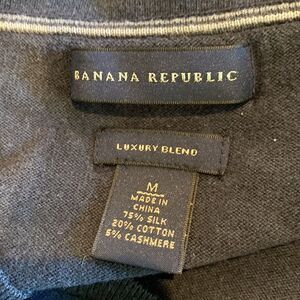 BANANA REPUBLIC
LUXURY BLEND
M
MADE IN
CHINA
75% SILK
20% COTTON
5% CASHMERE